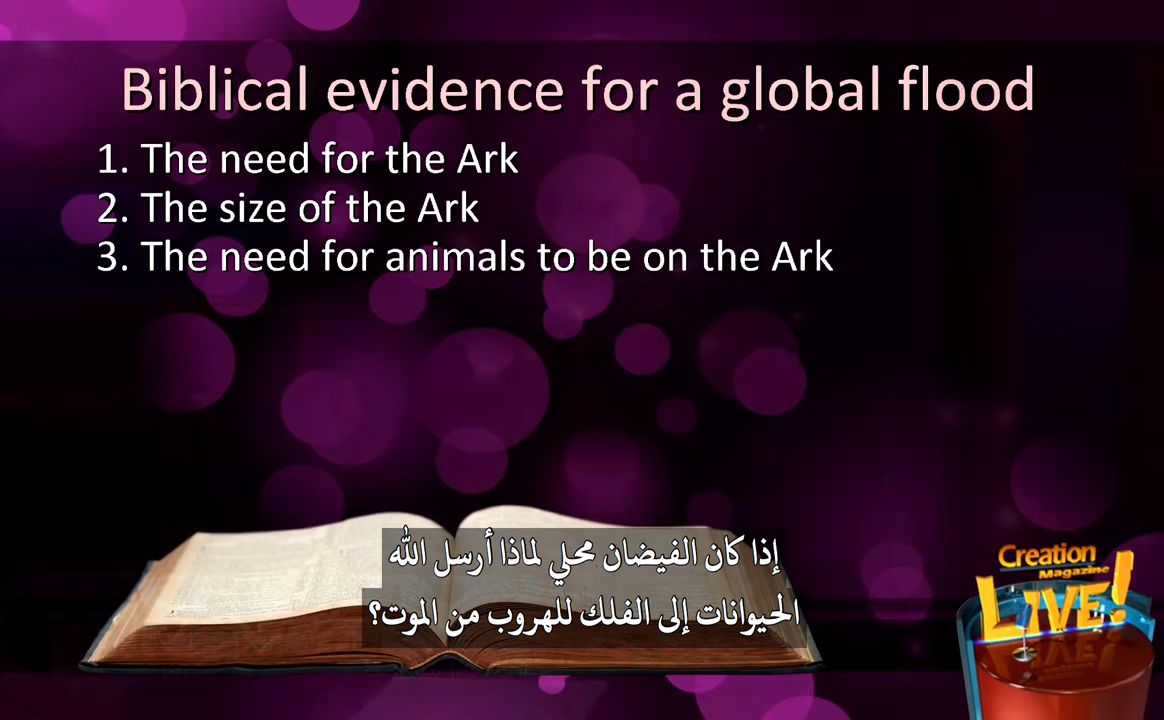 Biblical evidence for a global flood
1. The need for the Ark
2. The size of the Ark
3. The need for animals to be on the Ark
إذا كان الفيضان محلي لماذا أرسل الله
الحيوانات إلى الفلك للهروب من الموت؟
Creation
Magazine
LIVE!